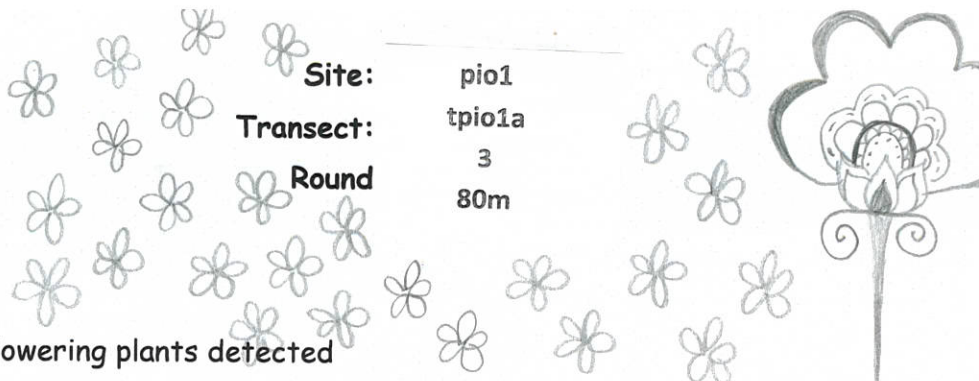 Site: pio1
Transect: tpio1a
Round 3
80m
owering plants detected